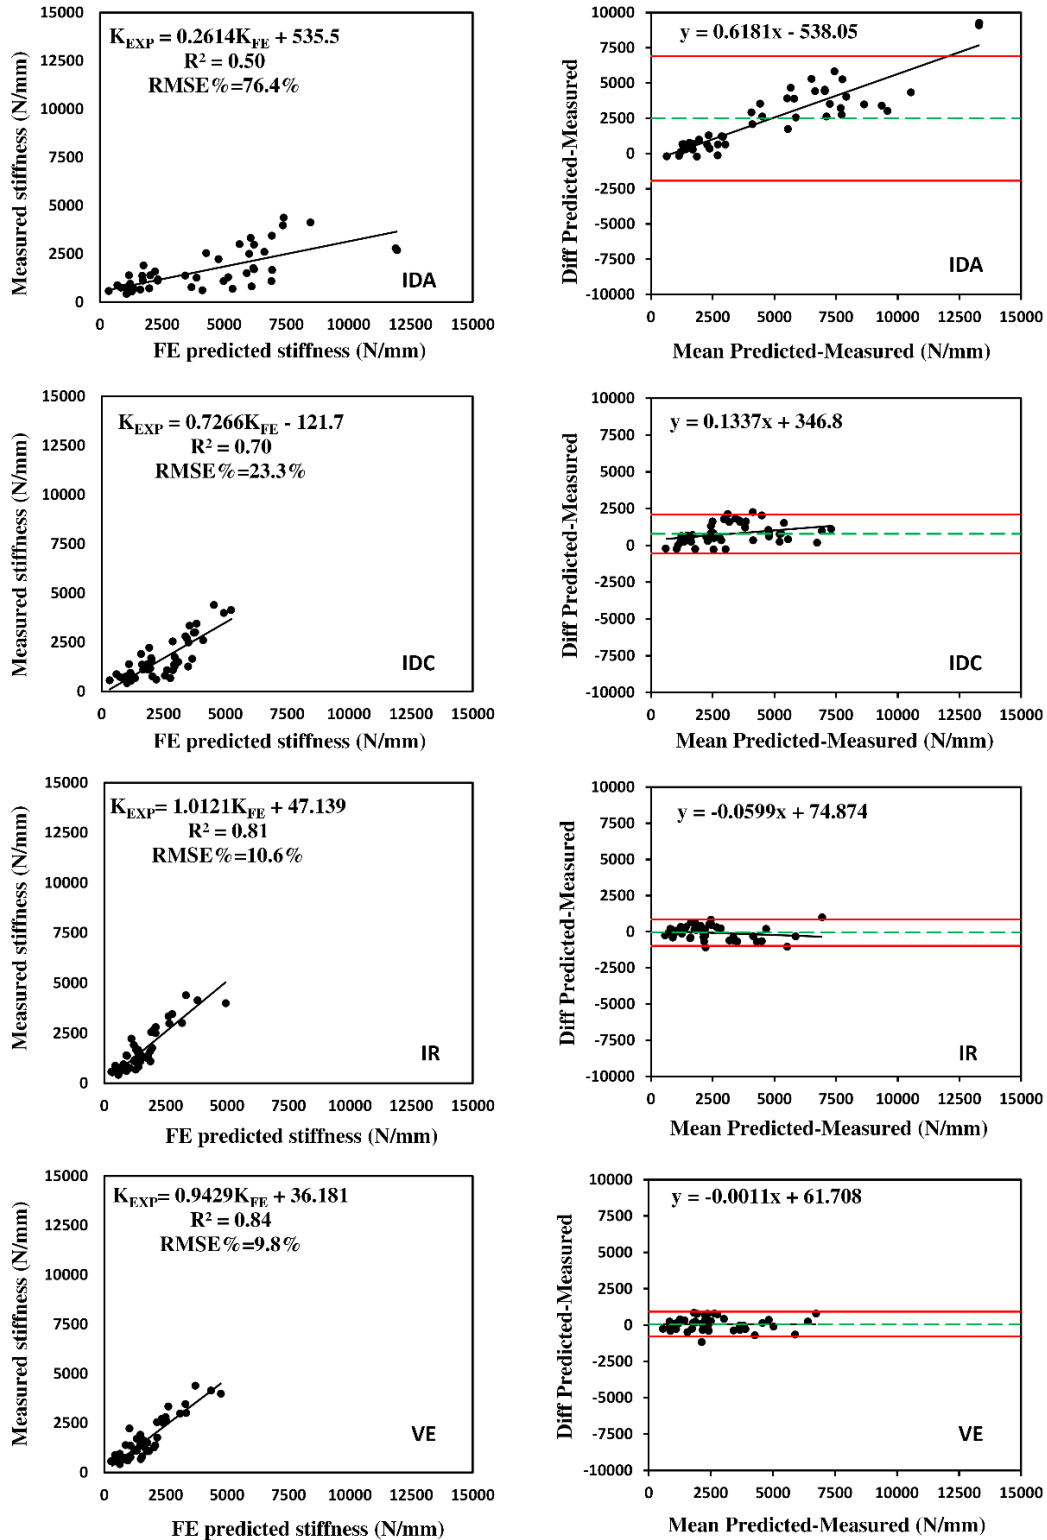 K_EXP = 0.2614K_FE + 535.5
R² = 0.50
RMSE%=76.4%
Measured stiffness (N/mm)
15000
12500
10000
7500
5000
2500
0
0 2500 5000 7500 10000 12500 15000
FE predicted stiffness (N/mm)
IDA
y = 0.6181x - 538.05
Diff Predicted-Measured
10000
7500
5000
2500
0
-2500
-5000
-7500
-10000
0 2500 5000 7500 10000 12500 15000
Mean Predicted-Measured (N/mm)
IDA
K_EXP = 0.7266K_FE - 121.7
R² = 0.70
RMSE%=23.3%
Measured stiffness (N/mm)
15000
12500
10000
7500
5000
2500
0
0 2500 5000 7500 10000 12500 15000
FE predicted stiffness (N/mm)
IDC
y = 0.1337x + 346.8
Diff Predicted-Measured
10000
7500
5000
2500
0
-2500
-5000
-7500
-10000
0 2500 5000 7500 10000 12500 15000
Mean Predicted-Measured (N/mm)
IDC
K_EXP= 1.0121K_FE + 47.139
R² = 0.81
RMSE%=10.6%
Measured stiffness (N/mm)
15000
12500
10000
7500
5000
2500
0
0 2500 5000 7500 10000 12500 15000
FE predicted stiffness (N/mm)
IR
y = -0.0599x + 74.874
Diff Predicted-Measured
10000
7500
5000
2500
0
-2500
-5000
-7500
-10000
0 2500 5000 7500 10000 12500 15000
Mean Predicted-Measured (N/mm)
IR
K_EXP= 0.9429K_FE + 36.181
R² = 0.84
RMSE%=9.8%
Measured stiffness (N/mm)
15000
12500
10000
7500
5000
2500
0
0 2500 5000 7500 10000 12500 15000
FE predicted stiffness (N/mm)
VE
y = -0.0011x + 61.708
Diff Predicted-Measured
10000
7500
5000
2500
0
-2500
-5000
-7500
-10000
0 2500 5000 7500 10000 12500 15000
Mean Predicted-Measured (N/mm)
VE